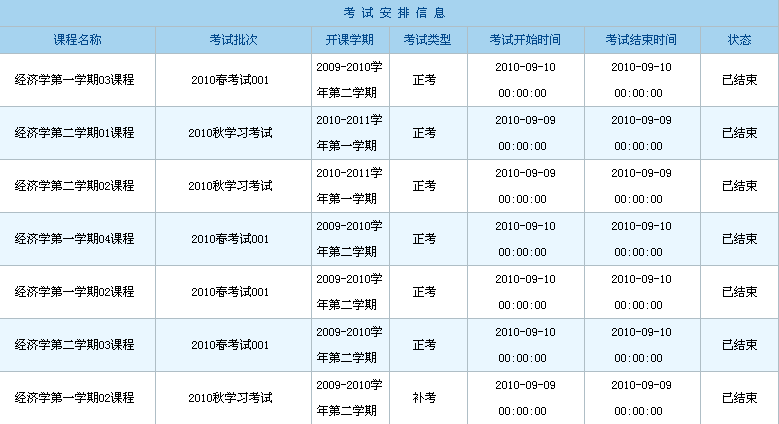 考 试 安 排 信 息
课程名称 考试批次 开课学期 考试类型 考试开始时间 考试结束时间 状态
经济学第一学期03课程 2010春考试001 2009-2010学年第二学期 正考 2010-09-10 00:00:00 2010-09-10 00:00:00 已结束
经济学第二学期01课程 2010秋学习考试 2010-2011学年第一学期 正考 2010-09-09 00:00:00 2010-09-09 00:00:00 已结束
经济学第二学期02课程 2010秋学习考试 2010-2011学年第一学期 正考 2010-09-09 00:00:00 2010-09-09 00:00:00 已结束
经济学第一学期04课程 2010春考试001 2009-2010学年第二学期 正考 2010-09-10 00:00:00 2010-09-10 00:00:00 已结束
经济学第一学期02课程 2010春考试001 2009-2010学年第二学期 正考 2010-09-10 00:00:00 2010-09-10 00:00:00 已结束
经济学第二学期03课程 2010春考试001 2009-2010学年第二学期 正考 2010-09-10 00:00:00 2010-09-10 00:00:00 已结束
经济学第一学期02课程 2010秋学习考试 2009-2010学年第二学期 补考 2010-09-09 00:00:00 2010-09-09 00:00:00 已结束